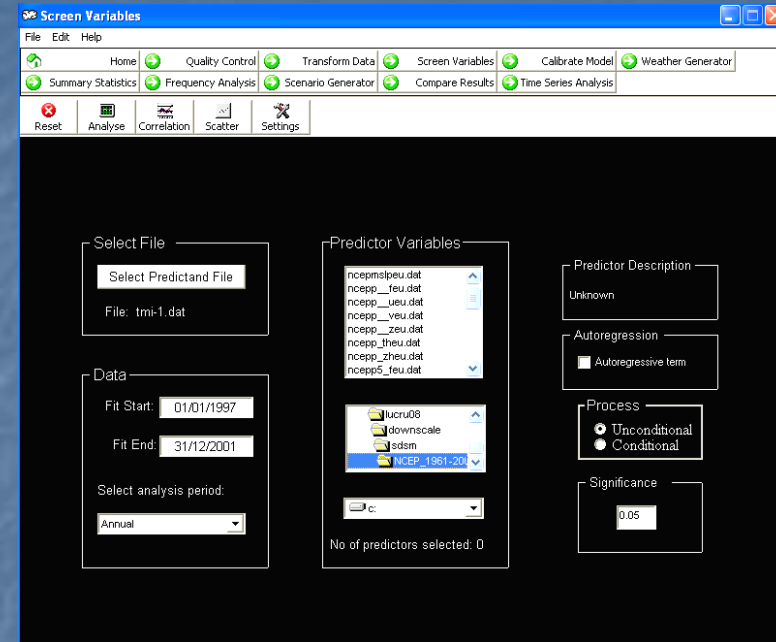 Screen Variables
File Edit Help
Home Quality Control Transform Data Screen Variables Calibrate Model Weather Generator
Summary Statistics Frequency Analysis Scenario Generator Compare Results Time Series Analysis
Reset Analyse Correlation Scatter Settings
Select File
Select Predictand File
File: tmi-1.dat
Data
Fit Start: 01/01/1997
Fit End: 31/12/2001
Select analysis period:
Annual
Predictor Variables
ncepmslpeu.dat
ncepp__feu.dat
ncepp__ueu.dat
ncepp__veu.dat
ncepp__zeu.dat
ncepp_theu.dat
ncepp_zheu.dat
ncepp5_feu.dat
lucru08
downscale
sdsm
NCEP_1961-200
c:
No of predictors selected: 0
Predictor Description
Unknown
Autoregression
Autoregressive term
Process
Unconditional
Conditional
Significance
0.05